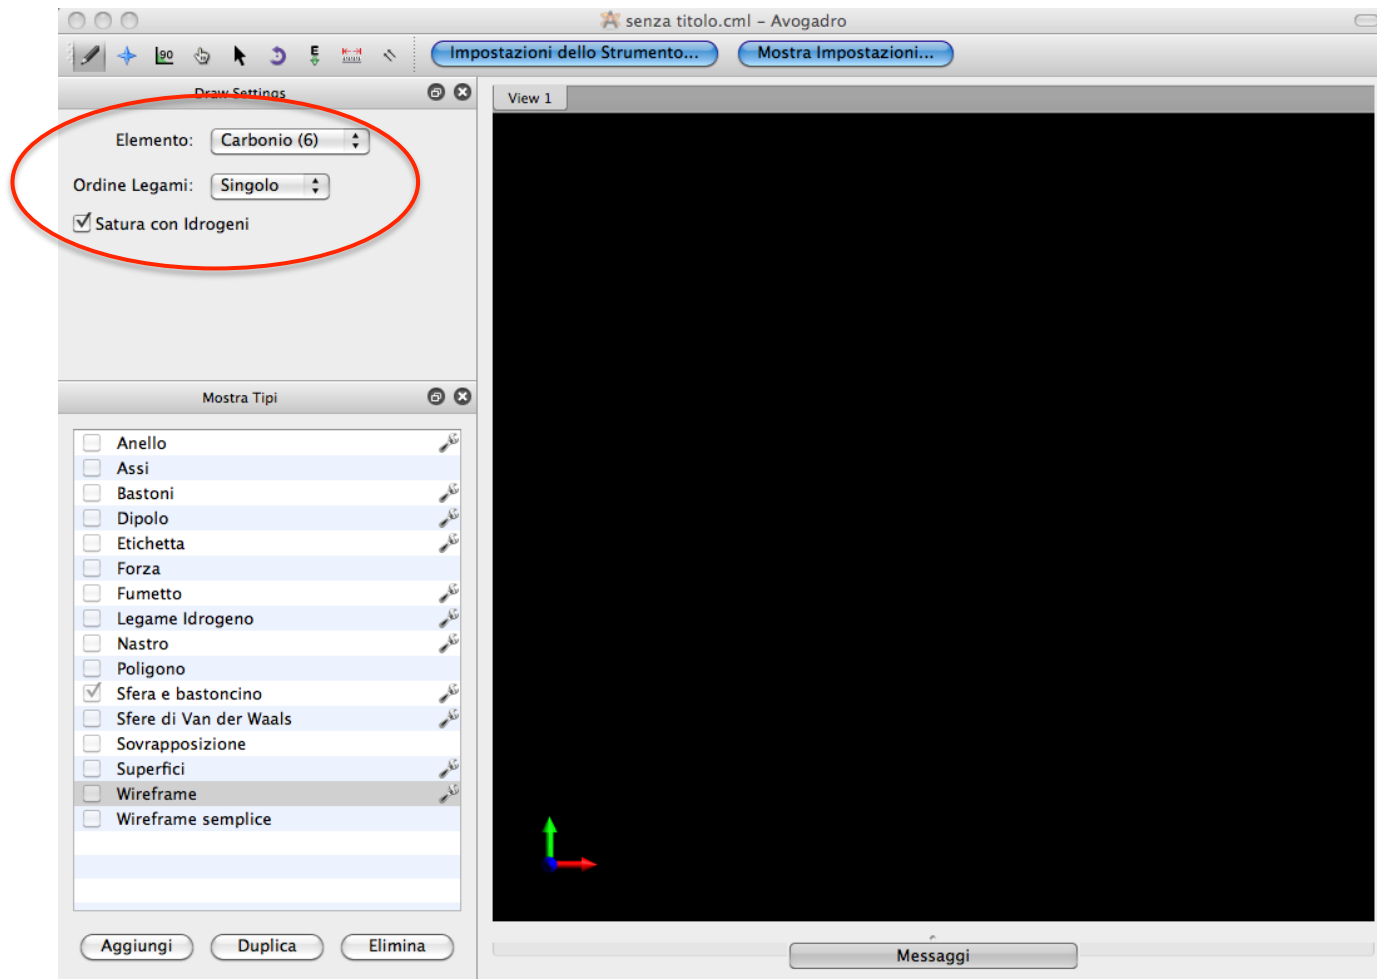 senza titolo.cml – Avogadro
90 E Impostazioni dello Strumento... Mostra Impostazioni...
Draw Settings
View 1
Elemento: Carbonio (6)
Ordine Legami: Singolo
Satura con Idrogeni
Mostra Tipi
Anello
Assi
Bastoni
Dipolo
Etichetta
Forza
Fumetto
Legame Idrogeno
Nastro
Poligono
Sfera e bastoncino
Sfere di Van der Waals
Sovrapposizione
Superfici
Wireframe
Wireframe semplice
Aggiungi Duplica Elimina
Messaggi